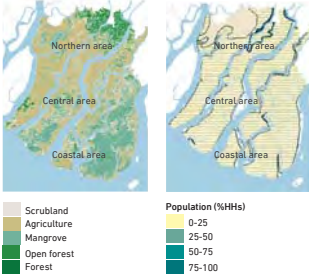 Northern area
Central area
Coastal area
Northern area
Central area
Coastal area
Scrubland
Agriculture
Mangrove
Open forest
Forest
Population (%HHs)
0-25
25-50
50-75
75-100